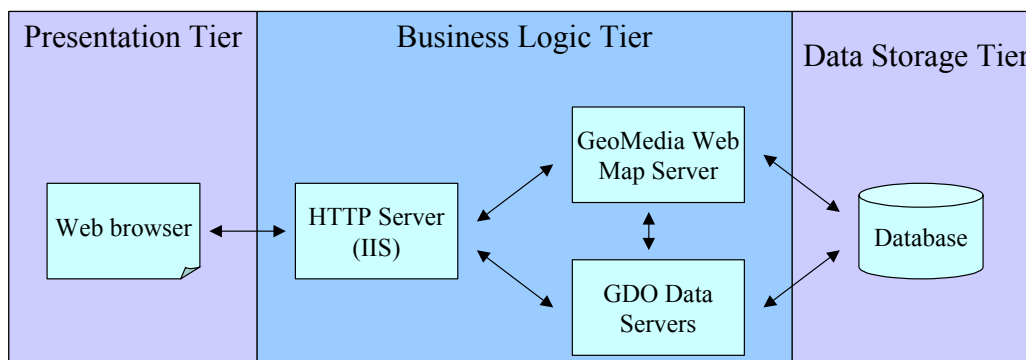 Presentation Tier
Business Logic Tier
Data Storage Tier
Web browser
HTTP Server
(IIS)
GeoMedia Web
Map Server
GDO Data
Servers
Database